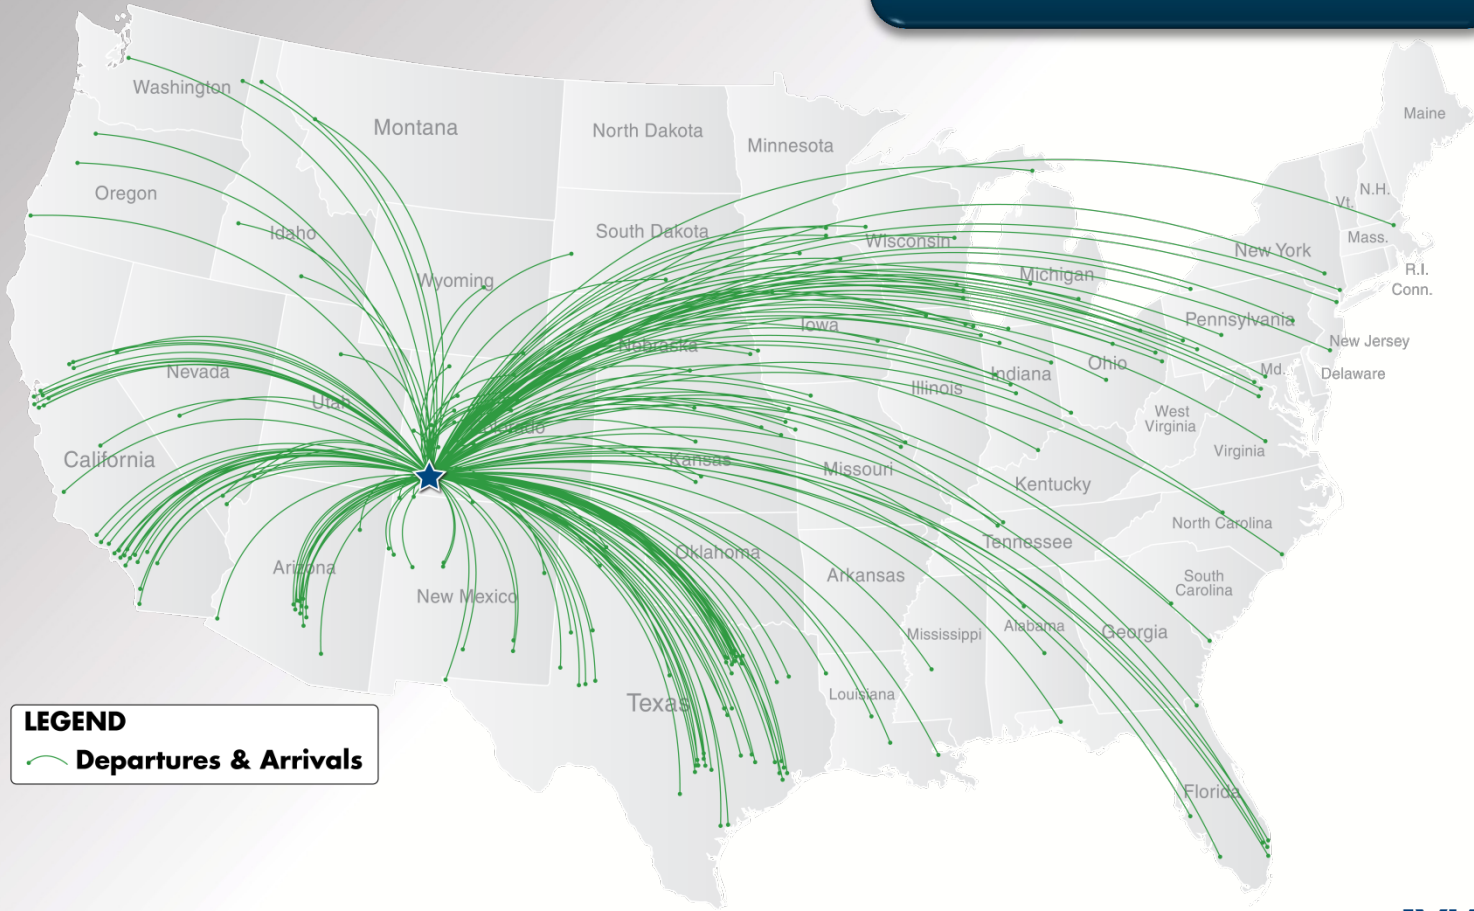 Washington
Montana
North Dakota
Minnesota
Maine
Oregon
Idaho
South Dakota
Wisconsin
Vt.
N.H.
New York
Mass.
Wyoming
Michigan
R.I.
Conn.
Iowa
Pennsylvania
Nebraska
New Jersey
Nevada
Utah
Colorado
Illinois
Indiana
Ohio
Md.
Delaware
West
Virginia
Virginia
California
Kansas
Missouri
Kentucky
North Carolina
Tennessee
Arizona
New Mexico
Oklahoma
Arkansas
South
Carolina
Mississippi
Alabama
Georgia
Texas
Louisiana
Florida
LEGEND
Departures & Arrivals